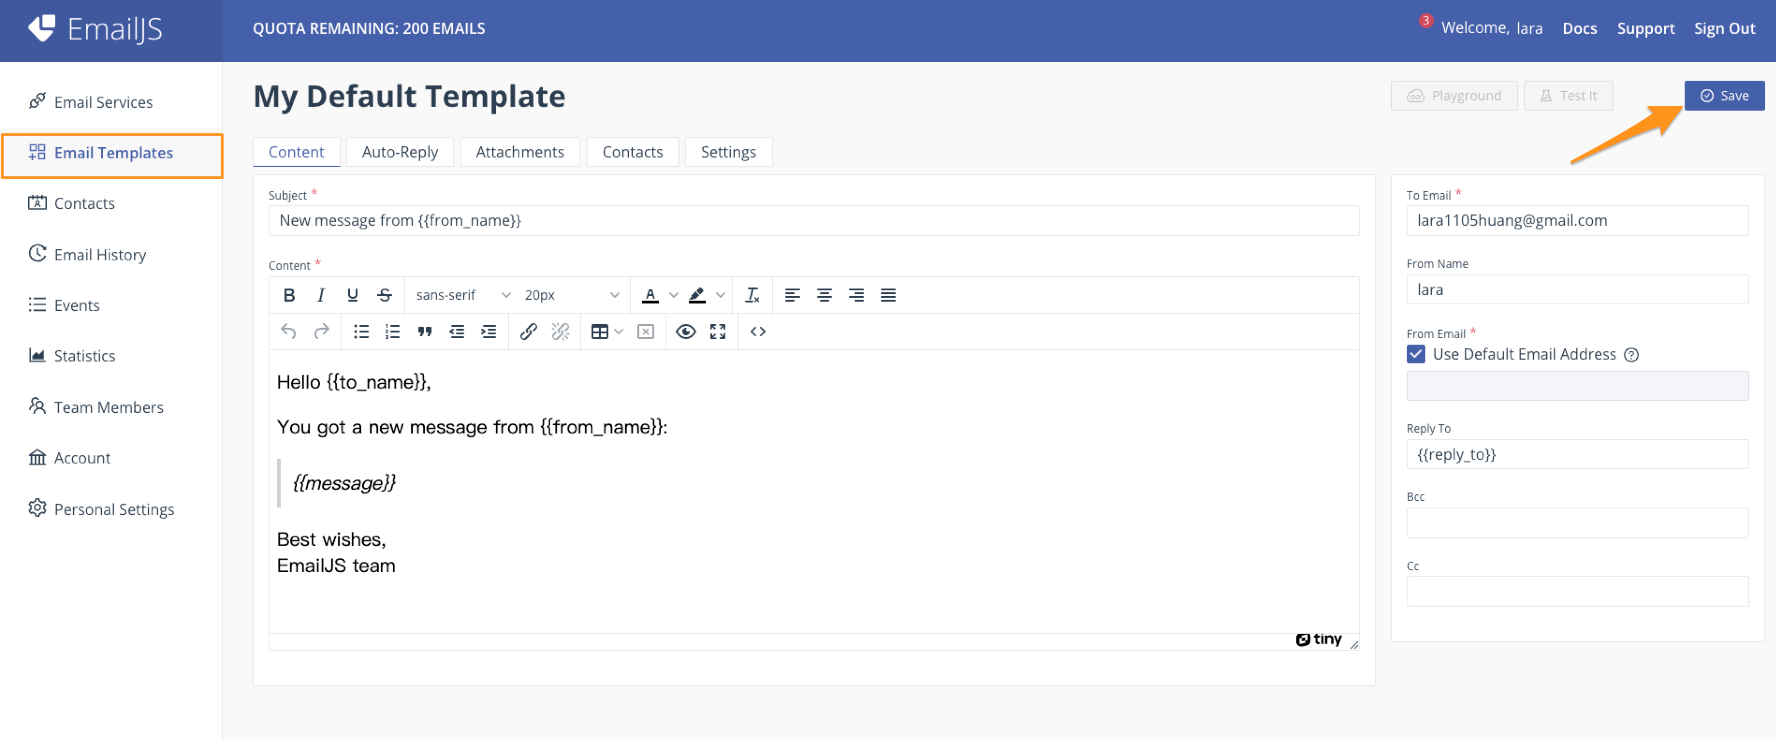 EmailJS
QUOTA REMAINING: 200 EMAILS
3
Welcome, lara
Docs
Support
Sign Out
Email Services
Email Templates
Contacts
Email History
Events
Statistics
Team Members
Account
Personal Settings
My Default Template
Playground
Test It
Save
Content
Auto-Reply
Attachments
Contacts
Settings
Subject *
New message from {{from_name}}
Content *
B I U S sans-serif 20px A
Hello {{to_name}},
You got a new message from {{from_name}}:
{{message}}
Best wishes,
EmailJS team
tiny
To Email *
lara1105huang@gmail.com
From Name
lara
From Email *
Use Default Email Address
Reply To
{{reply_to}}
Bcc
Cc